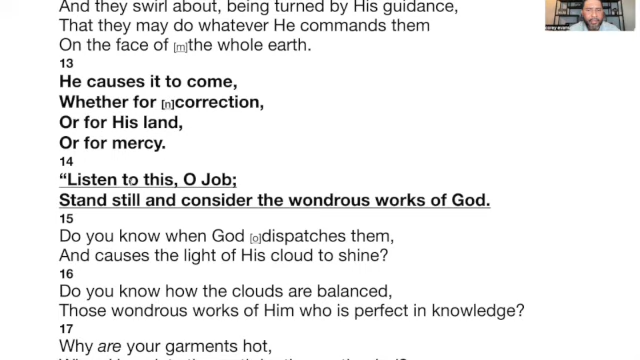 And they swirl about, being turned by His guidance,
That they may do whatever He commands them
On the face of [m]the whole earth.
13
He causes it to come,
Whether for [n]correction,
Or for His land,
Or for mercy.
14
“Listen to this, O Job;
Stand still and consider the wondrous works of God.
15
Do you know when God [o]dispatches them,
And causes the light of His cloud to shine?
16
Do you know how the clouds are balanced,
Those wondrous works of Him who is perfect in knowledge?
17
Why are your garments hot,